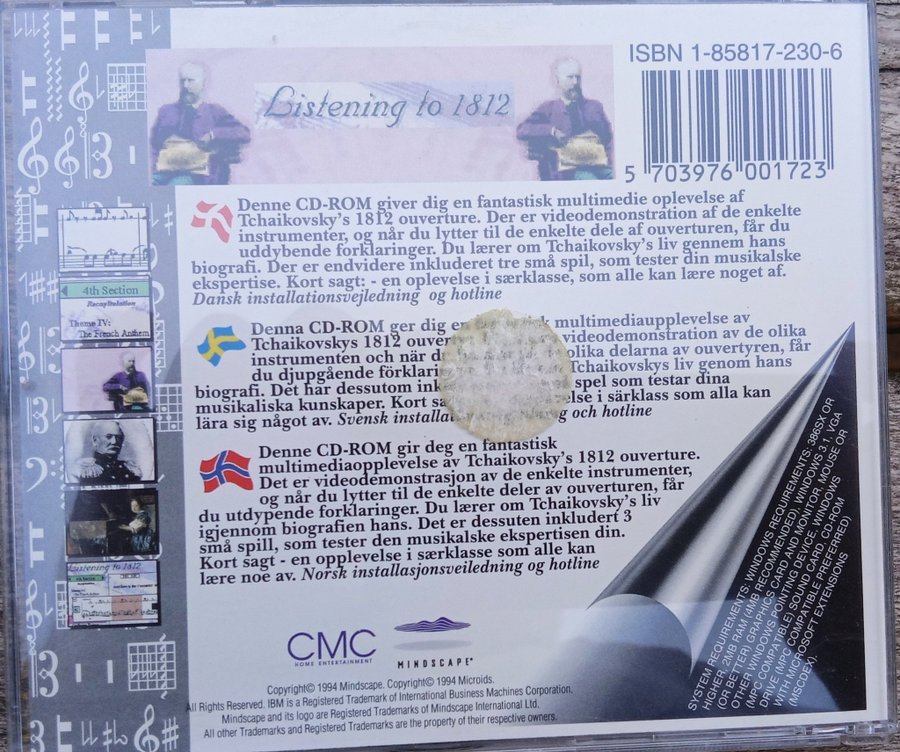 Listening to 1812
ISBN 1-85817-230-6
5 703976 001723
Denne CD-ROM giver dig en fantastisk multimedie oplevelse af
Tchaikovsky's 1812 ouverture. Der er videodemonstration af de enkelte
instrumenter, og når du lytter til de enkle dele af ouverturen, får du
uddybende forklaringer. Du lærer om Tchaikovsky's liv gennem hans
biografi. Der er endvidere inkluderet tre små spil, som tester din musikalske
ekspertise. Kort sagt: - en oplevelse i særklasse, som alle kan lære noget af.
Dansk installationsvejledning og hotline
4th Section
Recapitulation
Theme IV:
The French Anthem
Denna CD-ROM ger dig en multimediaupplevelse av
Tchaikovskys 1812 videodemonstration av de olika
instrumenten och när olika delarna av ouvertyren, får
du djupgående Tchaikovskys liv genom hans
biografi. Det har dessutom spel som testar dina
musikaliska kunskaper. Kort i särklass som alla kan
lära sig något av. Svensk och hotline
Denne CD-ROM gir deg en fantastisk
multimediaopplevelse av Tchaikovsky's 1812 ouverture.
Det er videodemonstrasjon av de enkelte instrumenter,
og når du lytter til de enkelte deler av ouverturen, får
du utdypende forklaringer. Du lærer om Tchaikovsky's liv
igjennom biografien hans. Det er dessuten inkludert 3
små spill, som tester den musikalske ekspertisen din.
Kort sagt - en opplevelse i særklasse som alle kan
lære noe av. Norsk installasjonsveiledning og hotline
Listening to 1812
4th Section
SYSTEM REQUIREMENTS: WINDOWS REQUIREMENTS: 386SX OR
HIGHER, 2MB RAM (4MB RECOMMENDED), WINDOWS 3.1, VGA
(OR BETTER) GRAPHICS CARD AND MONITOR, MOUSE OR
OTHER WINDOWS POINTING DEVICE, WINDOWS
(MPC COMPATIBLE) SOUND CARD, CD-ROM
DRIVE (MPC COMPATIBLE PREFERRED)
WITH MICROSOFT EXTENSIONS
(MSCDEX).
CMC
HOME ENTERTAINMENT
MINDSCAPE®
Copyright© 1994 Mindscape. Copyright© 1994 Microids.
All Rights Reserved. IBM is a Registered Trademark of International Business Machines Corporation.
Mindscape and its logo are Registered Trademarks of Mindscape International Ltd.
All other Trademarks and Registered Trademarks are the property of their respective owners.